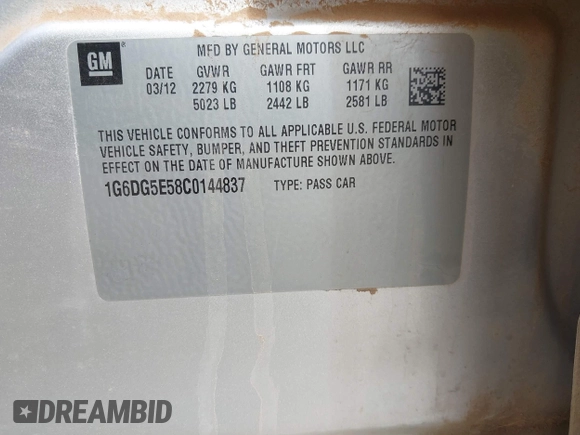 GM
MFD BY GENERAL MOTORS LLC
DATE GVWR GAWR FRT GAWR RR
03/12 2279 KG 1108 KG 1171 KG
5023 LB 2442 LB 2581 LB
THIS VEHICLE CONFORMS TO ALL APPLICABLE U.S. FEDERAL MOTOR
VEHICLE SAFETY, BUMPER, AND THEFT PREVENTION STANDARDS IN
EFFECT ON THE DATE OF MANUFACTURE SHOWN ABOVE.
1G6DG5E58C0144837 TYPE: PASS CAR
DREAMBID